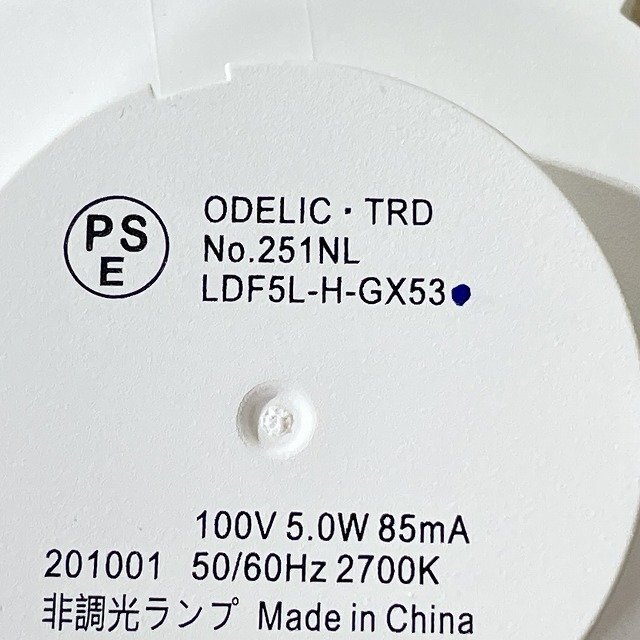 PS
E
ODELIC・TRD
No.251NL
LDF5L-H-GX53
100V 5.0W 85mA
201001 50/60Hz 2700K
非調光ランプ Made in China